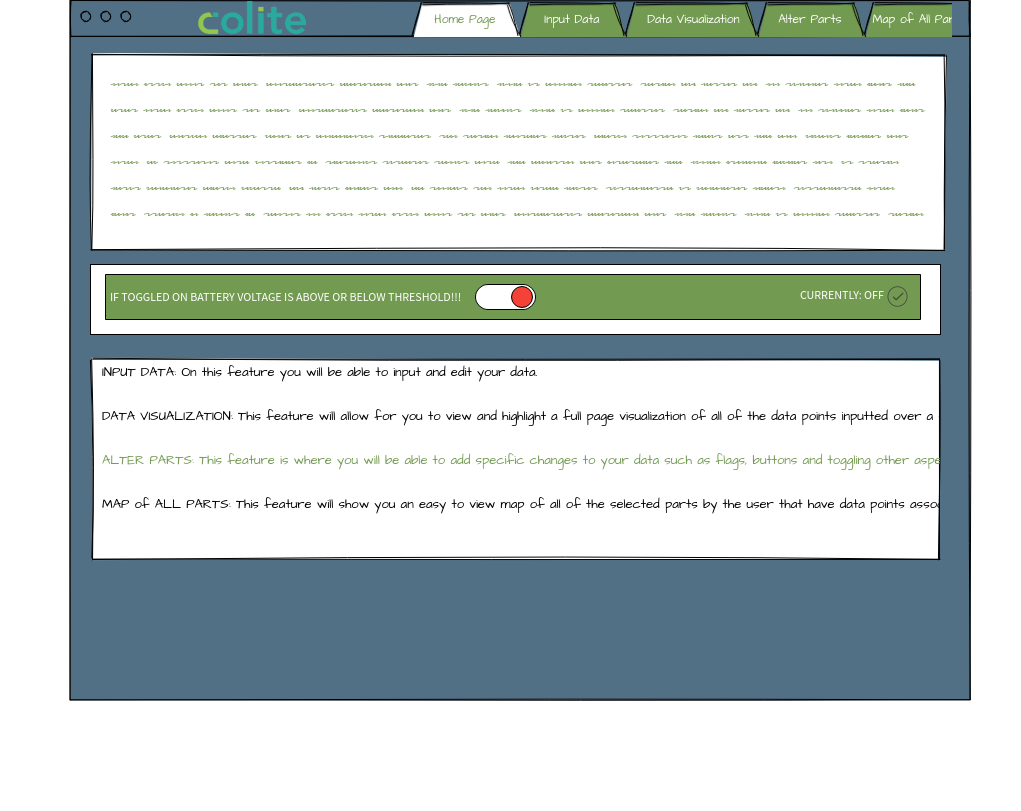 colite
Home Page
Input Data
Data Visualization
Alter Parts
Map of All Par
IF TOGGLED ON BATTERY VOLTAGE IS ABOVE OR BELOW THRESHOLD!!!
CURRENTLY: OFF
INPUT DATA: On this feature you will be able to input and edit your data.
DATA VISUALIZATION: This feature will allow for you to view and highlight a full page visualization of all of the data points inputted over a
ALTER PARTS: This feature is where you will be able to add specific changes to your data such as flags, buttons and toggling other aspe
MAP of ALL PARTS: This feature will show you an easy to view map of all of the selected parts by the user that have data points assoc